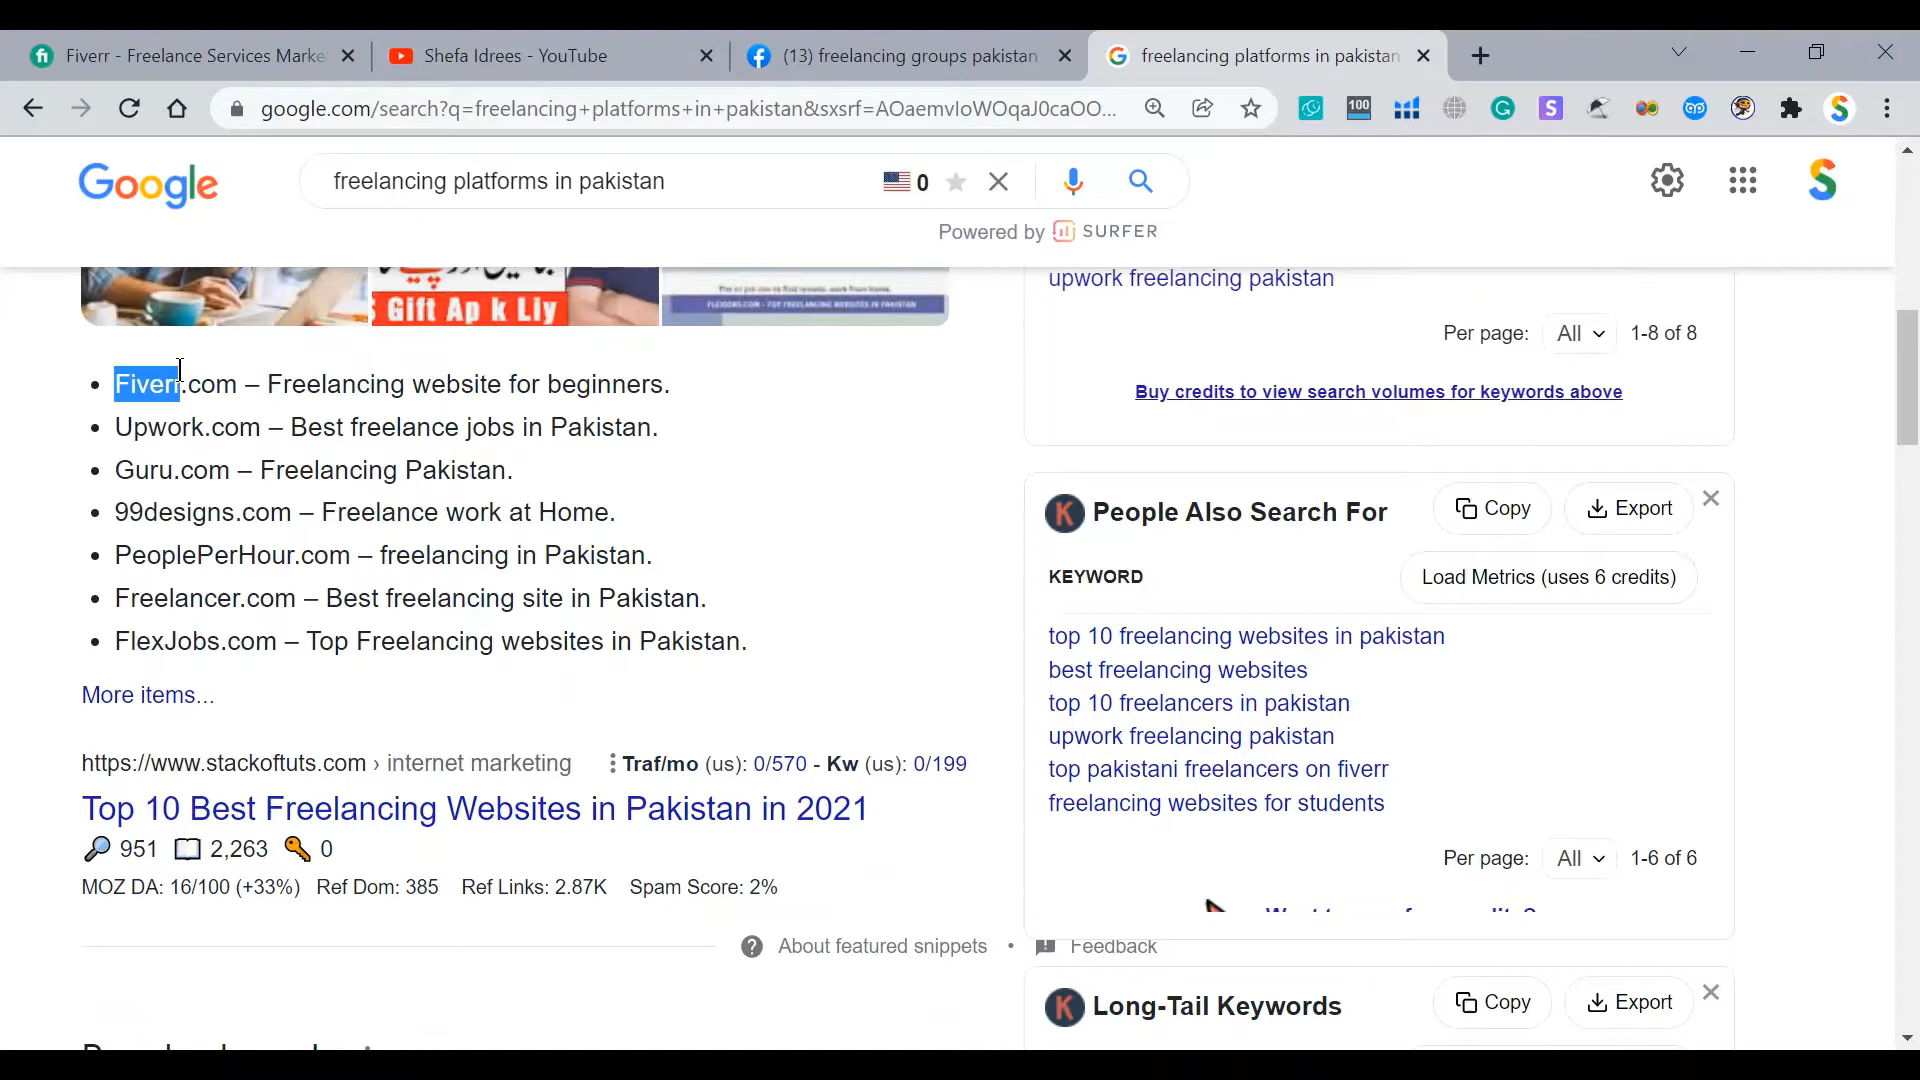 Fiverr - Freelance Services Marke
Shefa Idrees - YouTube
(13) freelancing groups pakistan
freelancing platforms in pakistan
google.com/search?q=freelancing+platforms+in+pakistan&sxsrf=AOaemvIoWOqaJ0caOO...
100
Google
freelancing platforms in pakistan
0
Powered by SURFER
Gift Ap k Liy
FLEXJOBS.COM - TOP FREELANCING WEBSITES IN PAKISTAN
• Fiverr.com – Freelancing website for beginners.
• Upwork.com – Best freelance jobs in Pakistan.
• Guru.com – Freelancing Pakistan.
• 99designs.com – Freelance work at Home.
• PeoplePerHour.com – freelancing in Pakistan.
• Freelancer.com – Best freelancing site in Pakistan.
• FlexJobs.com – Top Freelancing websites in Pakistan.
More items...
https://www.stackoftuts.com › internet marketing
Traf/mo (us): 0/570 - Kw (us): 0/199
Top 10 Best Freelancing Websites in Pakistan in 2021
951 2,263 0
MOZ DA: 16/100 (+33%) Ref Dom: 385 Ref Links: 2.87K Spam Score: 2%
About featured snippets • Feedback
upwork freelancing pakistan
Per page: All 1-8 of 8
Buy credits to view search volumes for keywords above
People Also Search For
Copy
Export
KEYWORD
Load Metrics (uses 6 credits)
top 10 freelancing websites in pakistan
best freelancing websites
top 10 freelancers in pakistan
upwork freelancing pakistan
top pakistani freelancers on fiverr
freelancing websites for students
Per page: All 1-6 of 6
Long-Tail Keywords
Copy
Export